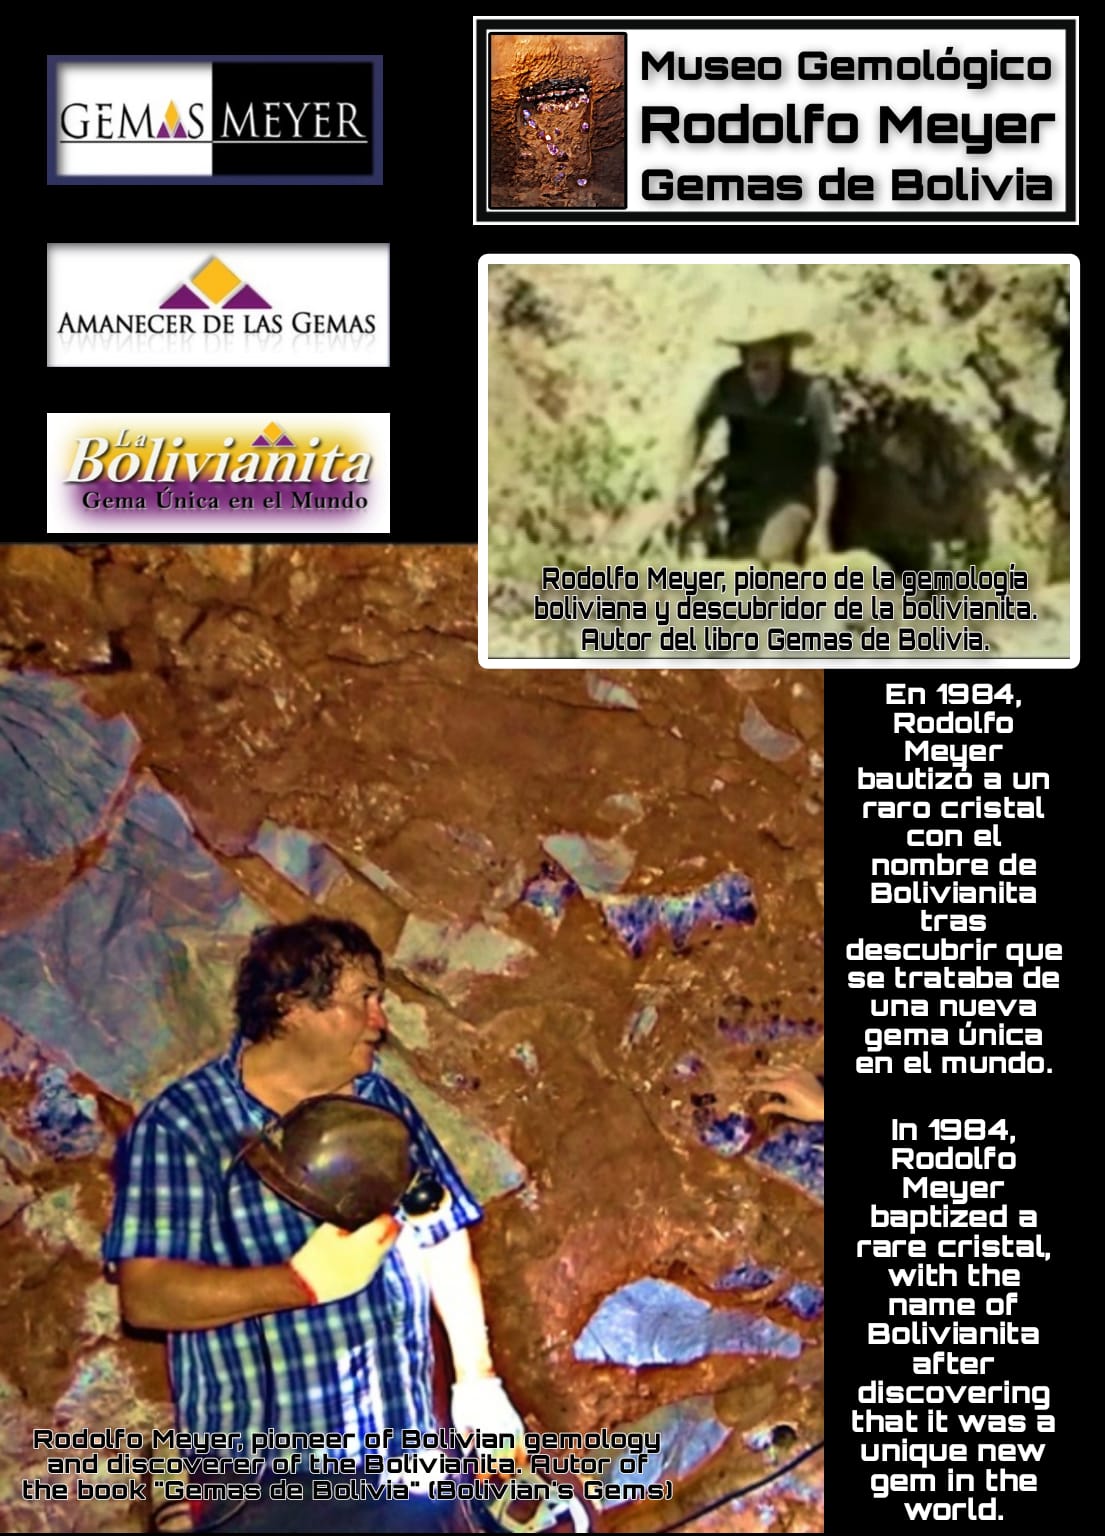 GEMAS MEYER
AMANECER DE LAS GEMAS
La
Bolivianita
Gema Única en el Mundo
Museo Gemológico
Rodolfo Meyer
Gemas de Bolivia
Rodolfo Meyer, pionero de la gemología
boliviana y descubridor de la bolivianita.
Autor del libro Gemas de Bolivia.
En 1984,
Rodolfo
Meyer
bautizó a un
raro cristal
con el
nombre de
Bolivianita
tras
descubrir que
se trataba de
una nueva
gema única
en el mundo.
In 1984,
Rodolfo
Meyer
baptized a
rare cristal,
with the
name of
Bolivianita
after
discovering
that it was a
unique new
gem in the
world.
Rodolfo Meyer, pioneer of Bolivian gemology
and discoverer of the Bolivianita. Autor of
the book "Gemas de Bolivia" (Bolivian's Gems)